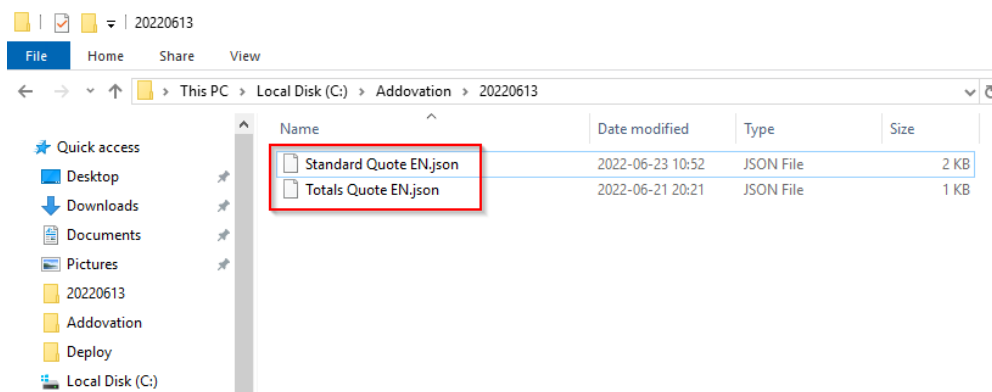 20220613
File Home Share View
This PC > Local Disk (C:) > Addovation > 20220613
Name Date modified Type Size
Quick access
Standard Quote EN.json 2022-06-23 10:52 JSON File 2 KB
Desktop
Totals Quote EN.json 2022-06-21 20:21 JSON File 1 KB
Downloads
Documents
Pictures
20220613
Addovation
Deploy
Local Disk (C:)